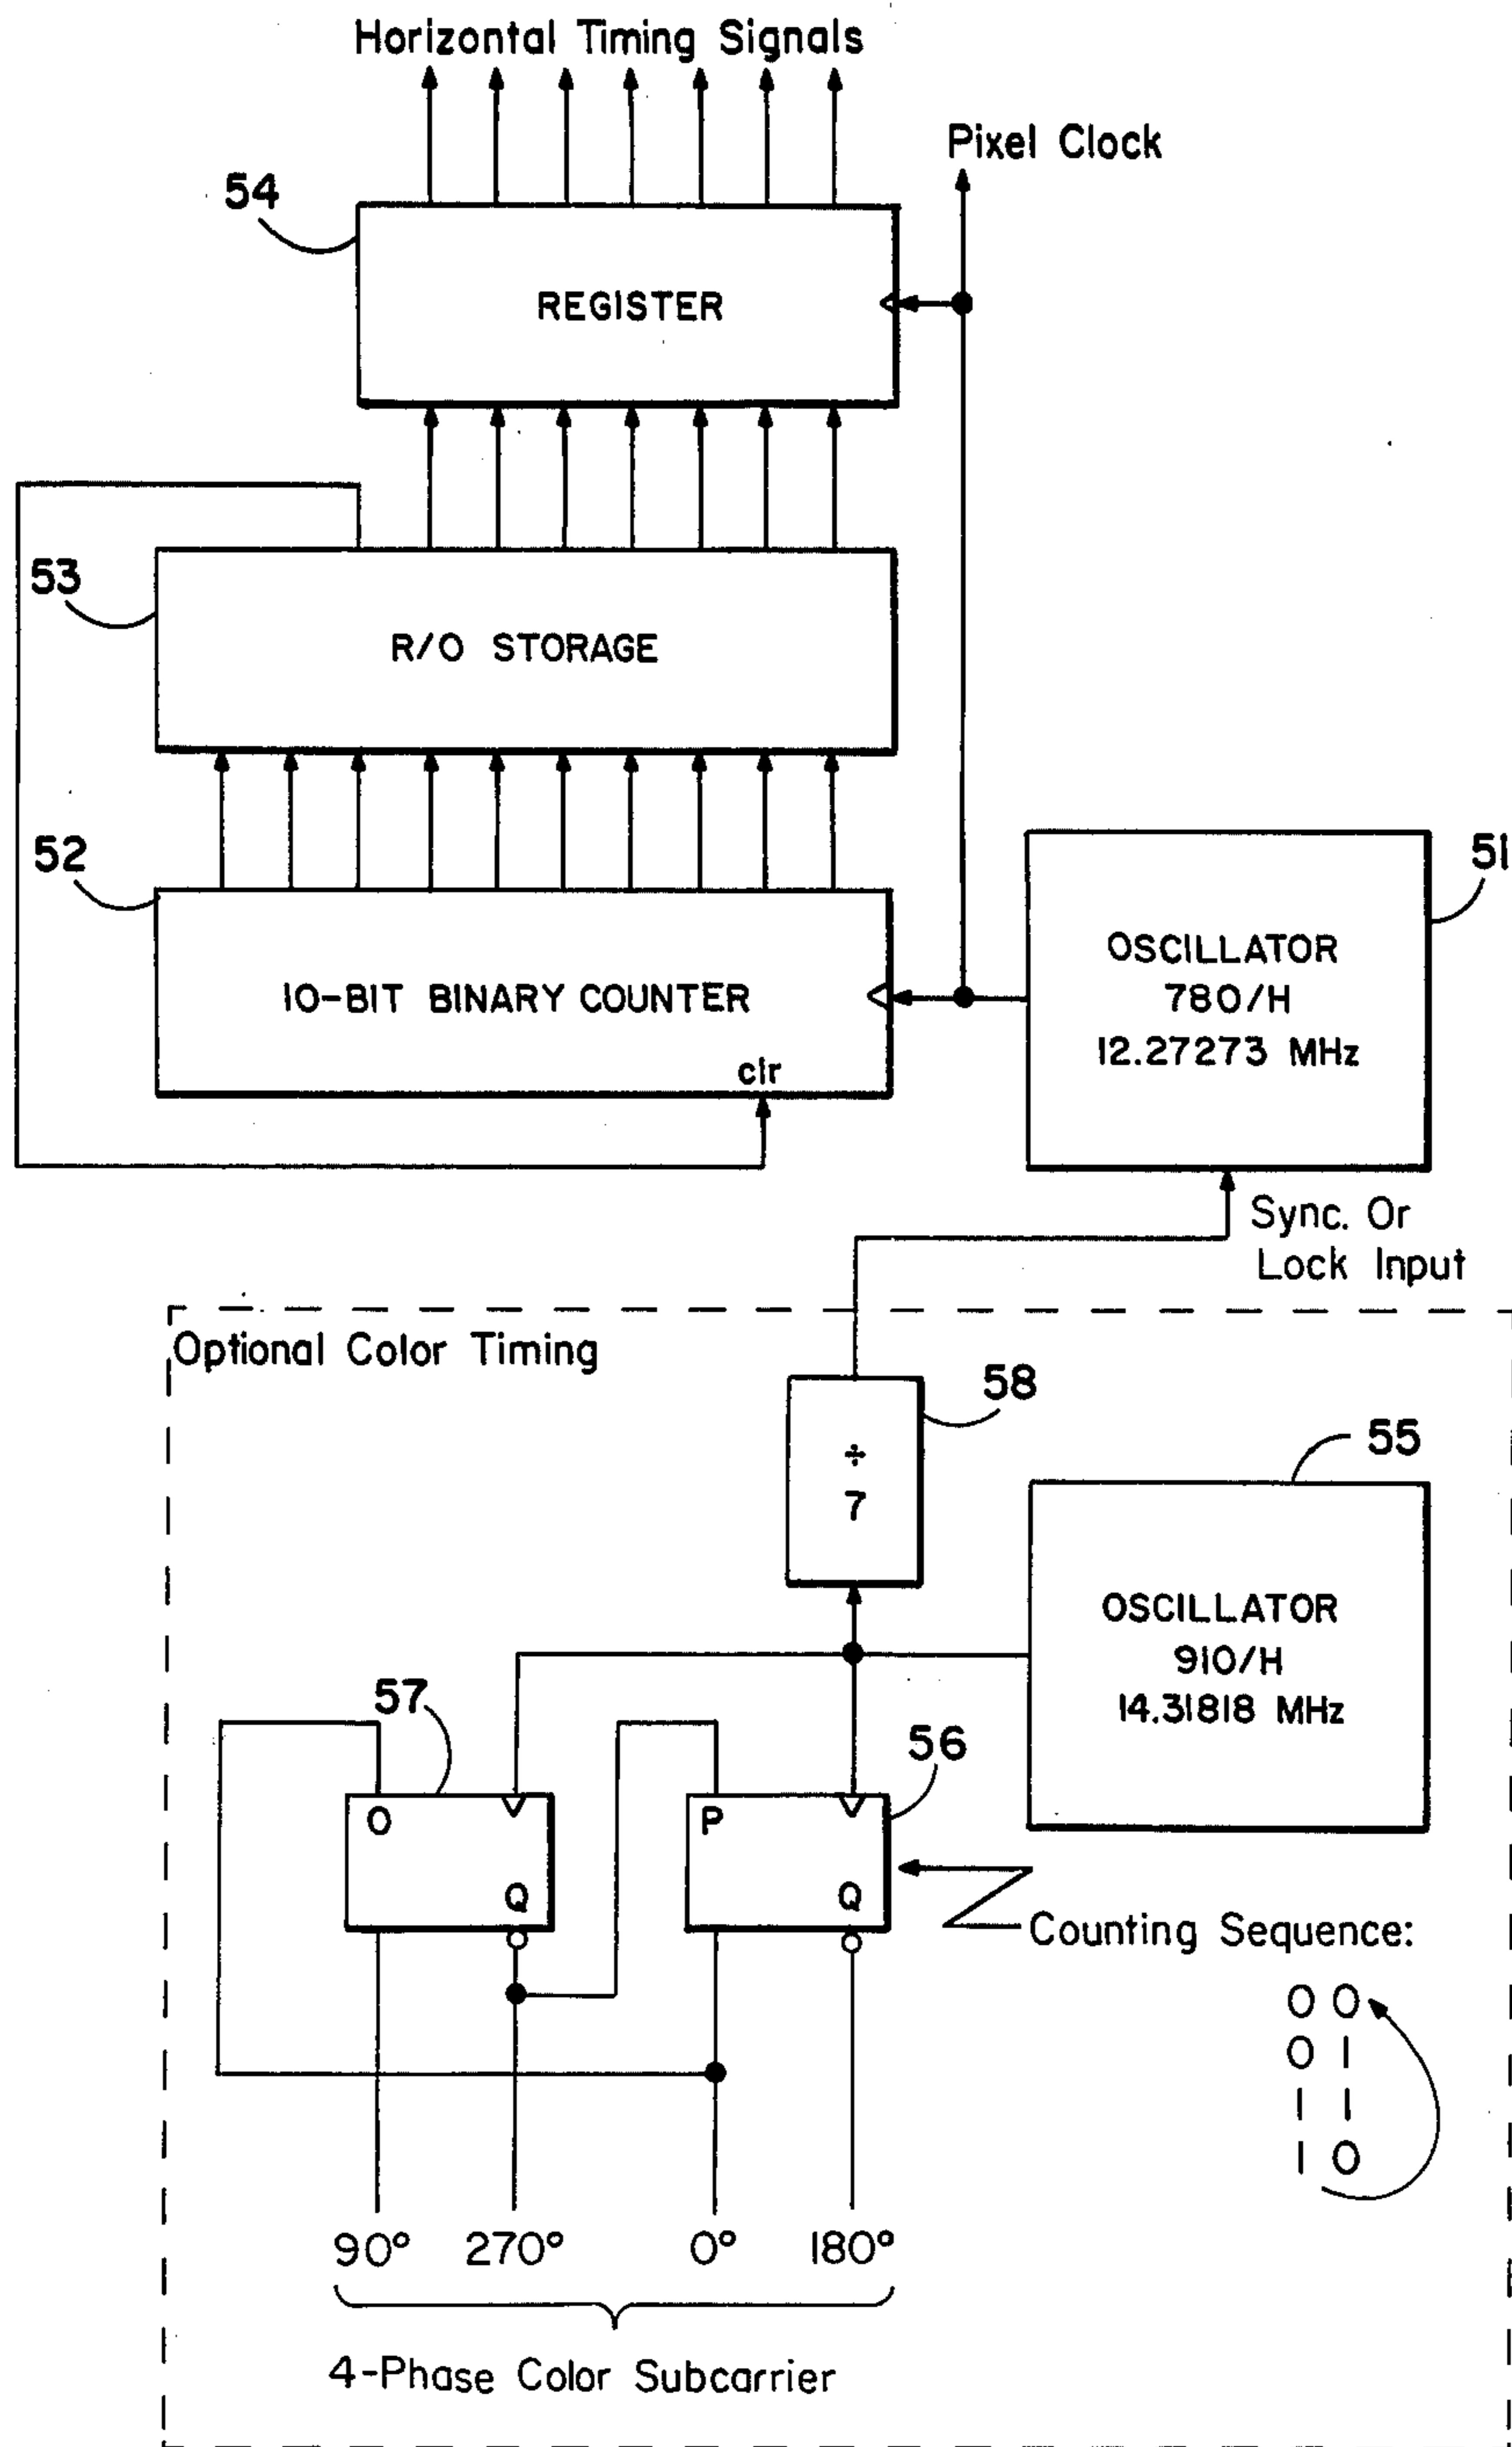 Horizontal Timing Signals
Pixel Clock
54
REGISTER
53
R/O STORAGE
52
51
OSCILLATOR
780/H
12.27273 MHz
10-BIT BINARY COUNTER
clr
Sync. Or
Lock Input
Optional Color Timing
58
÷
7
55
OSCILLATOR
910/H
14.31818 MHz
57
56
O
Q
P
Q
Counting Sequence:
0 0
0 1
1 1
1 0
90° 270° 0° 180°
4-Phase Color Subcarrier